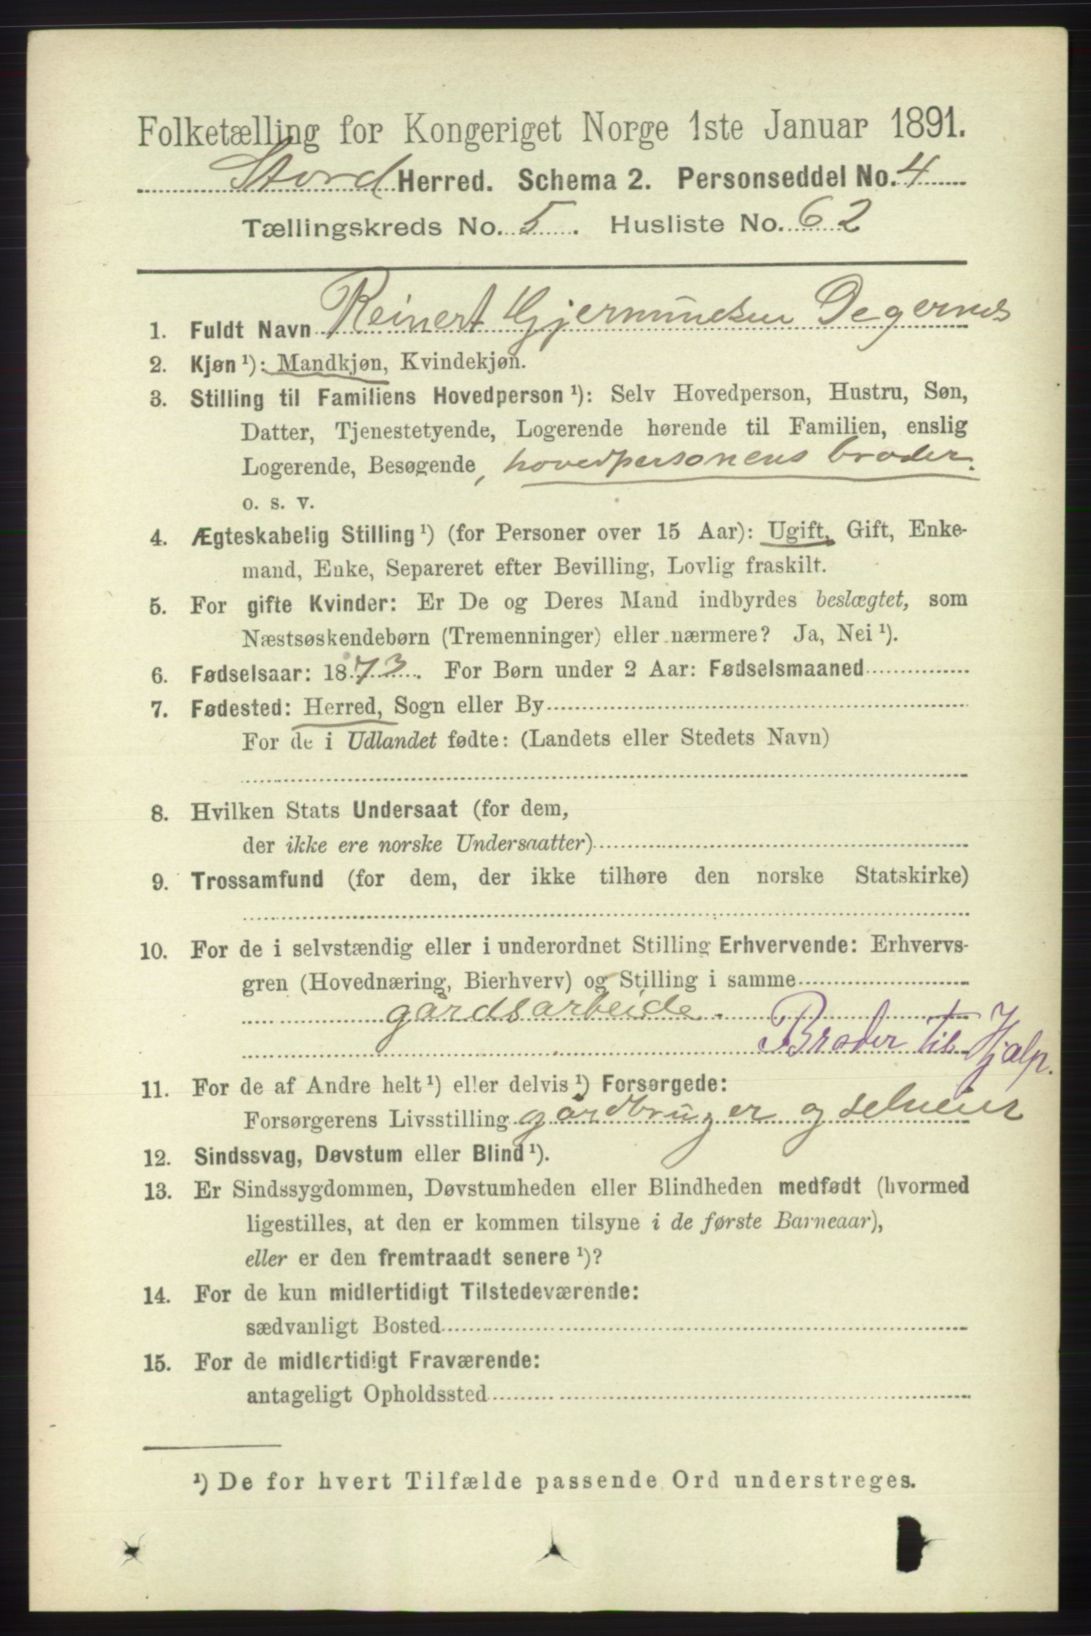 Folketælling for Kongeriget Norge 1ste Januar 1891.
Stord Herred. Schema 2. Personseddel No. 4
Tællingskreds No. 5. Husliste No. 62
1. Fuldt Navn Reinert Gjermundsen Degernes
2. Kjøn ¹): Mandkjøn, Kvindekjøn.
3. Stilling til Familiens Hovedperson ¹): Selv Hovedperson, Hustru, Søn,
Datter, Tjenestetyende, Logerende hørende til Familien, enslig
Logerende, Besøgende, hovedpersonens broder.
o. s. v.
4. Ægteskabelig Stilling ¹) (for Personer over 15 Aar): Ugift, Gift, Enke-
mand, Enke, Separeret efter Bevilling, Lovlig fraskilt.
5. For gifte Kvinder: Er De og Deres Mand indbyrdes beslægtet, som
Næstsøskendebørn (Tremenninger) eller nærmere? Ja, Nei ¹).
6. Fødselsaar: 1873. For Børn under 2 Aar: Fødselsmaaned
7. Fødested: Herred, Sogn eller By
For de i Udlandet fødte: (Landets eller Stedets Navn)
8. Hvilken Stats Undersaat (for dem,
der ikke ere norske Undersaatter)
9. Trossamfund (for dem, der ikke tilhøre den norske Statskirke)
10. For de i selvstændig eller i underordnet Stilling Erhvervende: Erhvervs-
gren (Hovednæring, Bierhverv) og Stilling i samme
gårdsarbeide.
Broder til Hjælp.
11. For de af Andre helt ¹) eller delvis ¹) Forsørgede:
Forsørgerens Livsstilling gårdbruger og selveier
12. Sindssvag, Døvstum eller Blind ¹).
13. Er Sindssygdommen, Døvstumheden eller Blindheden medfødt (hvormed
ligestilles, at den er kommen tilsyne i de første Barneaar),
eller er den fremtraadt senere ¹)?
14. For de kun midlertidigt Tilstedeværende:
sædvanligt Bosted
15. For de midlertidigt Fraværende:
antageligt Opholdssted
¹) De for hvert Tilfælde passende Ord understreges.